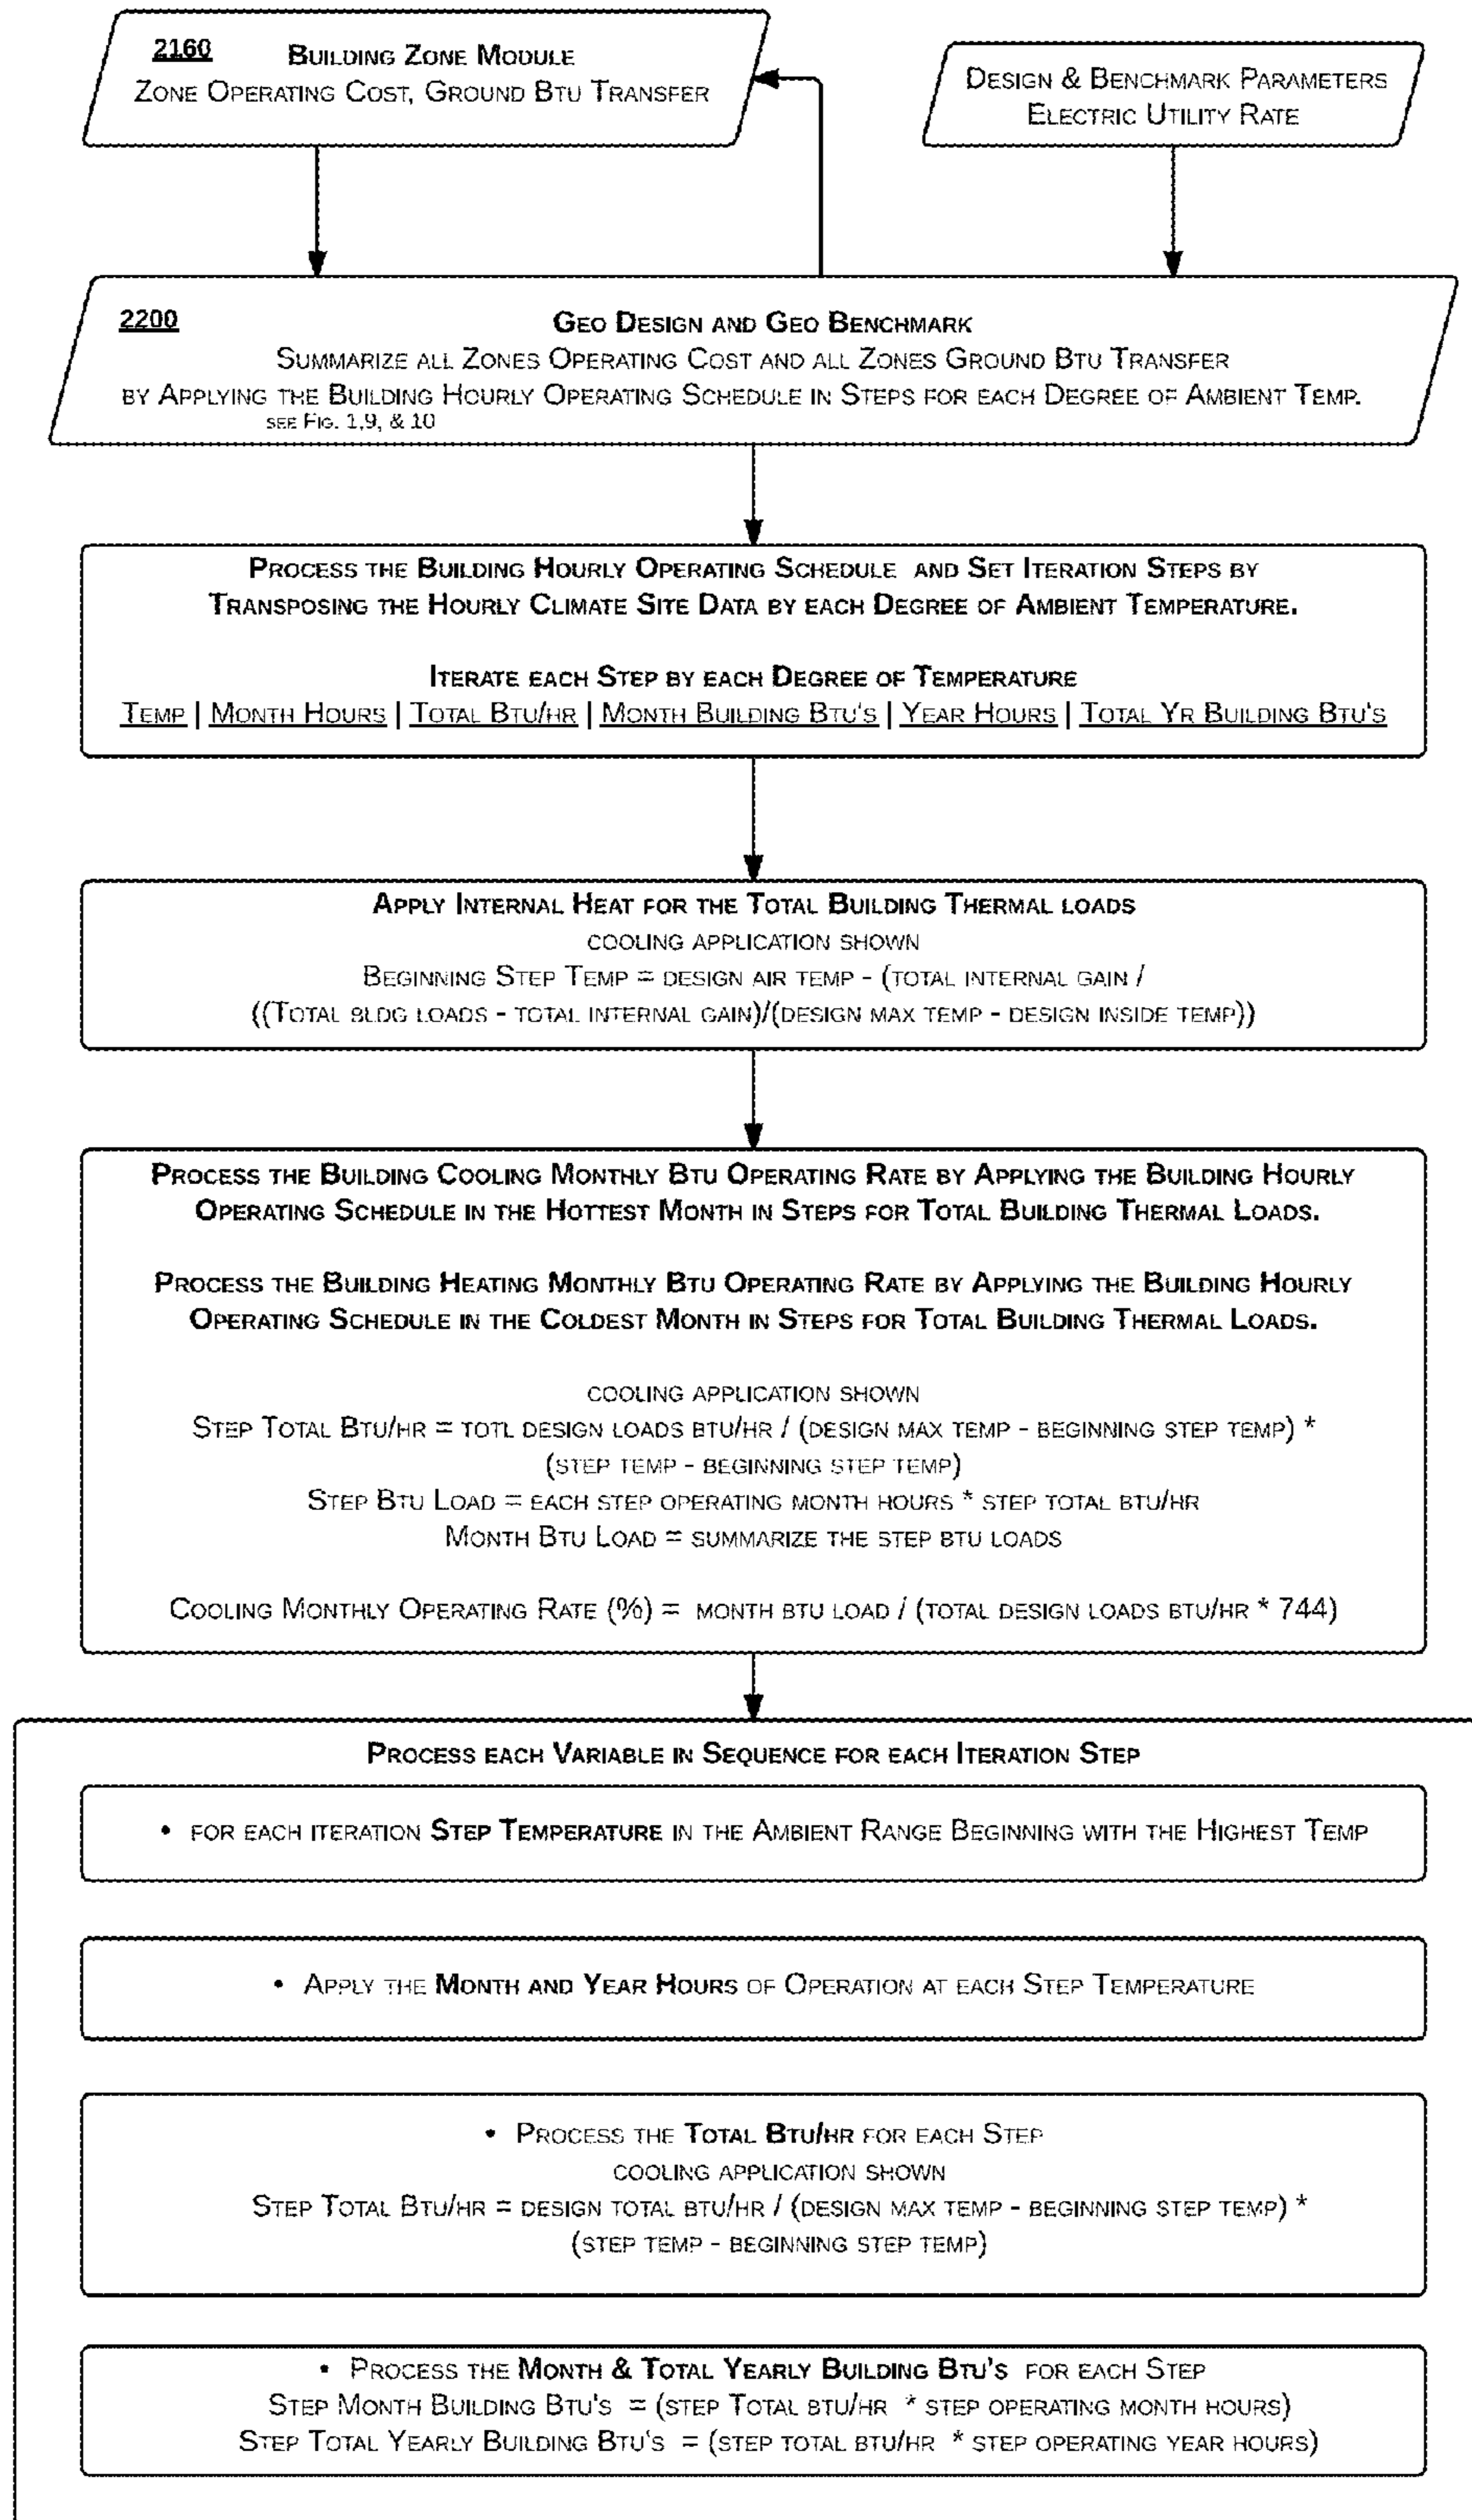 2160 Building Zone Module
Zone Operating Cost, Ground Btu Transfer
Design & Benchmark Parameters
Electric Utility Rate
2200 Geo Design and Geo Benchmark
Summarize all Zones Operating Cost and all Zones Ground Btu Transfer
by Applying the Building Hourly Operating Schedule in Steps for each Degree of Ambient Temp.
see Fig. 1,9, & 10
Process the Building Hourly Operating Schedule and Set Iteration Steps by
Transposing the Hourly Climate Site Data by each Degree of Ambient Temperature.
Iterate each Step by each Degree of Temperature
Temp | Month Hours | Total Btu/hr | Month Building Btu's | Year Hours | Total Yr Building Btu's
Apply Internal Heat for the Total Building Thermal loads
cooling application shown
Beginning Step Temp = design air temp - (total internal gain /
((Total bldg loads - total internal gain)/(design max temp - design inside temp))
Process the Building Cooling Monthly Btu Operating Rate by Applying the Building Hourly
Operating Schedule in the Hottest Month in Steps for Total Building Thermal Loads.
Process the Building Heating Monthly Btu Operating Rate by Applying the Building Hourly
Operating Schedule in the Coldest Month in Steps for Total Building Thermal Loads.
cooling application shown
Step Total Btu/hr = totl design loads btu/hr / (design max temp - beginning step temp) *
(step temp - beginning step temp)
Step Btu Load = each step operating month hours * step total btu/hr
Month Btu Load = summarize the step btu loads
Cooling Monthly Operating Rate (%) = month btu load / (total design loads btu/hr * 744)
Process each Variable in Sequence for each Iteration Step
• for each iteration Step Temperature in the Ambient Range Beginning with the Highest Temp
• Apply the Month and Year Hours of Operation at each Step Temperature
• Process the Total Btu/hr for each Step
cooling application shown
Step Total Btu/hr = design total btu/hr / (design max temp - beginning step temp) *
(step temp - beginning step temp)
• Process the Month & Total Yearly Building Btu's for each Step
Step Month Building Btu's = (step Total btu/hr * step operating month hours)
Step Total Yearly Building Btu's = (step total btu/hr * step operating year hours)